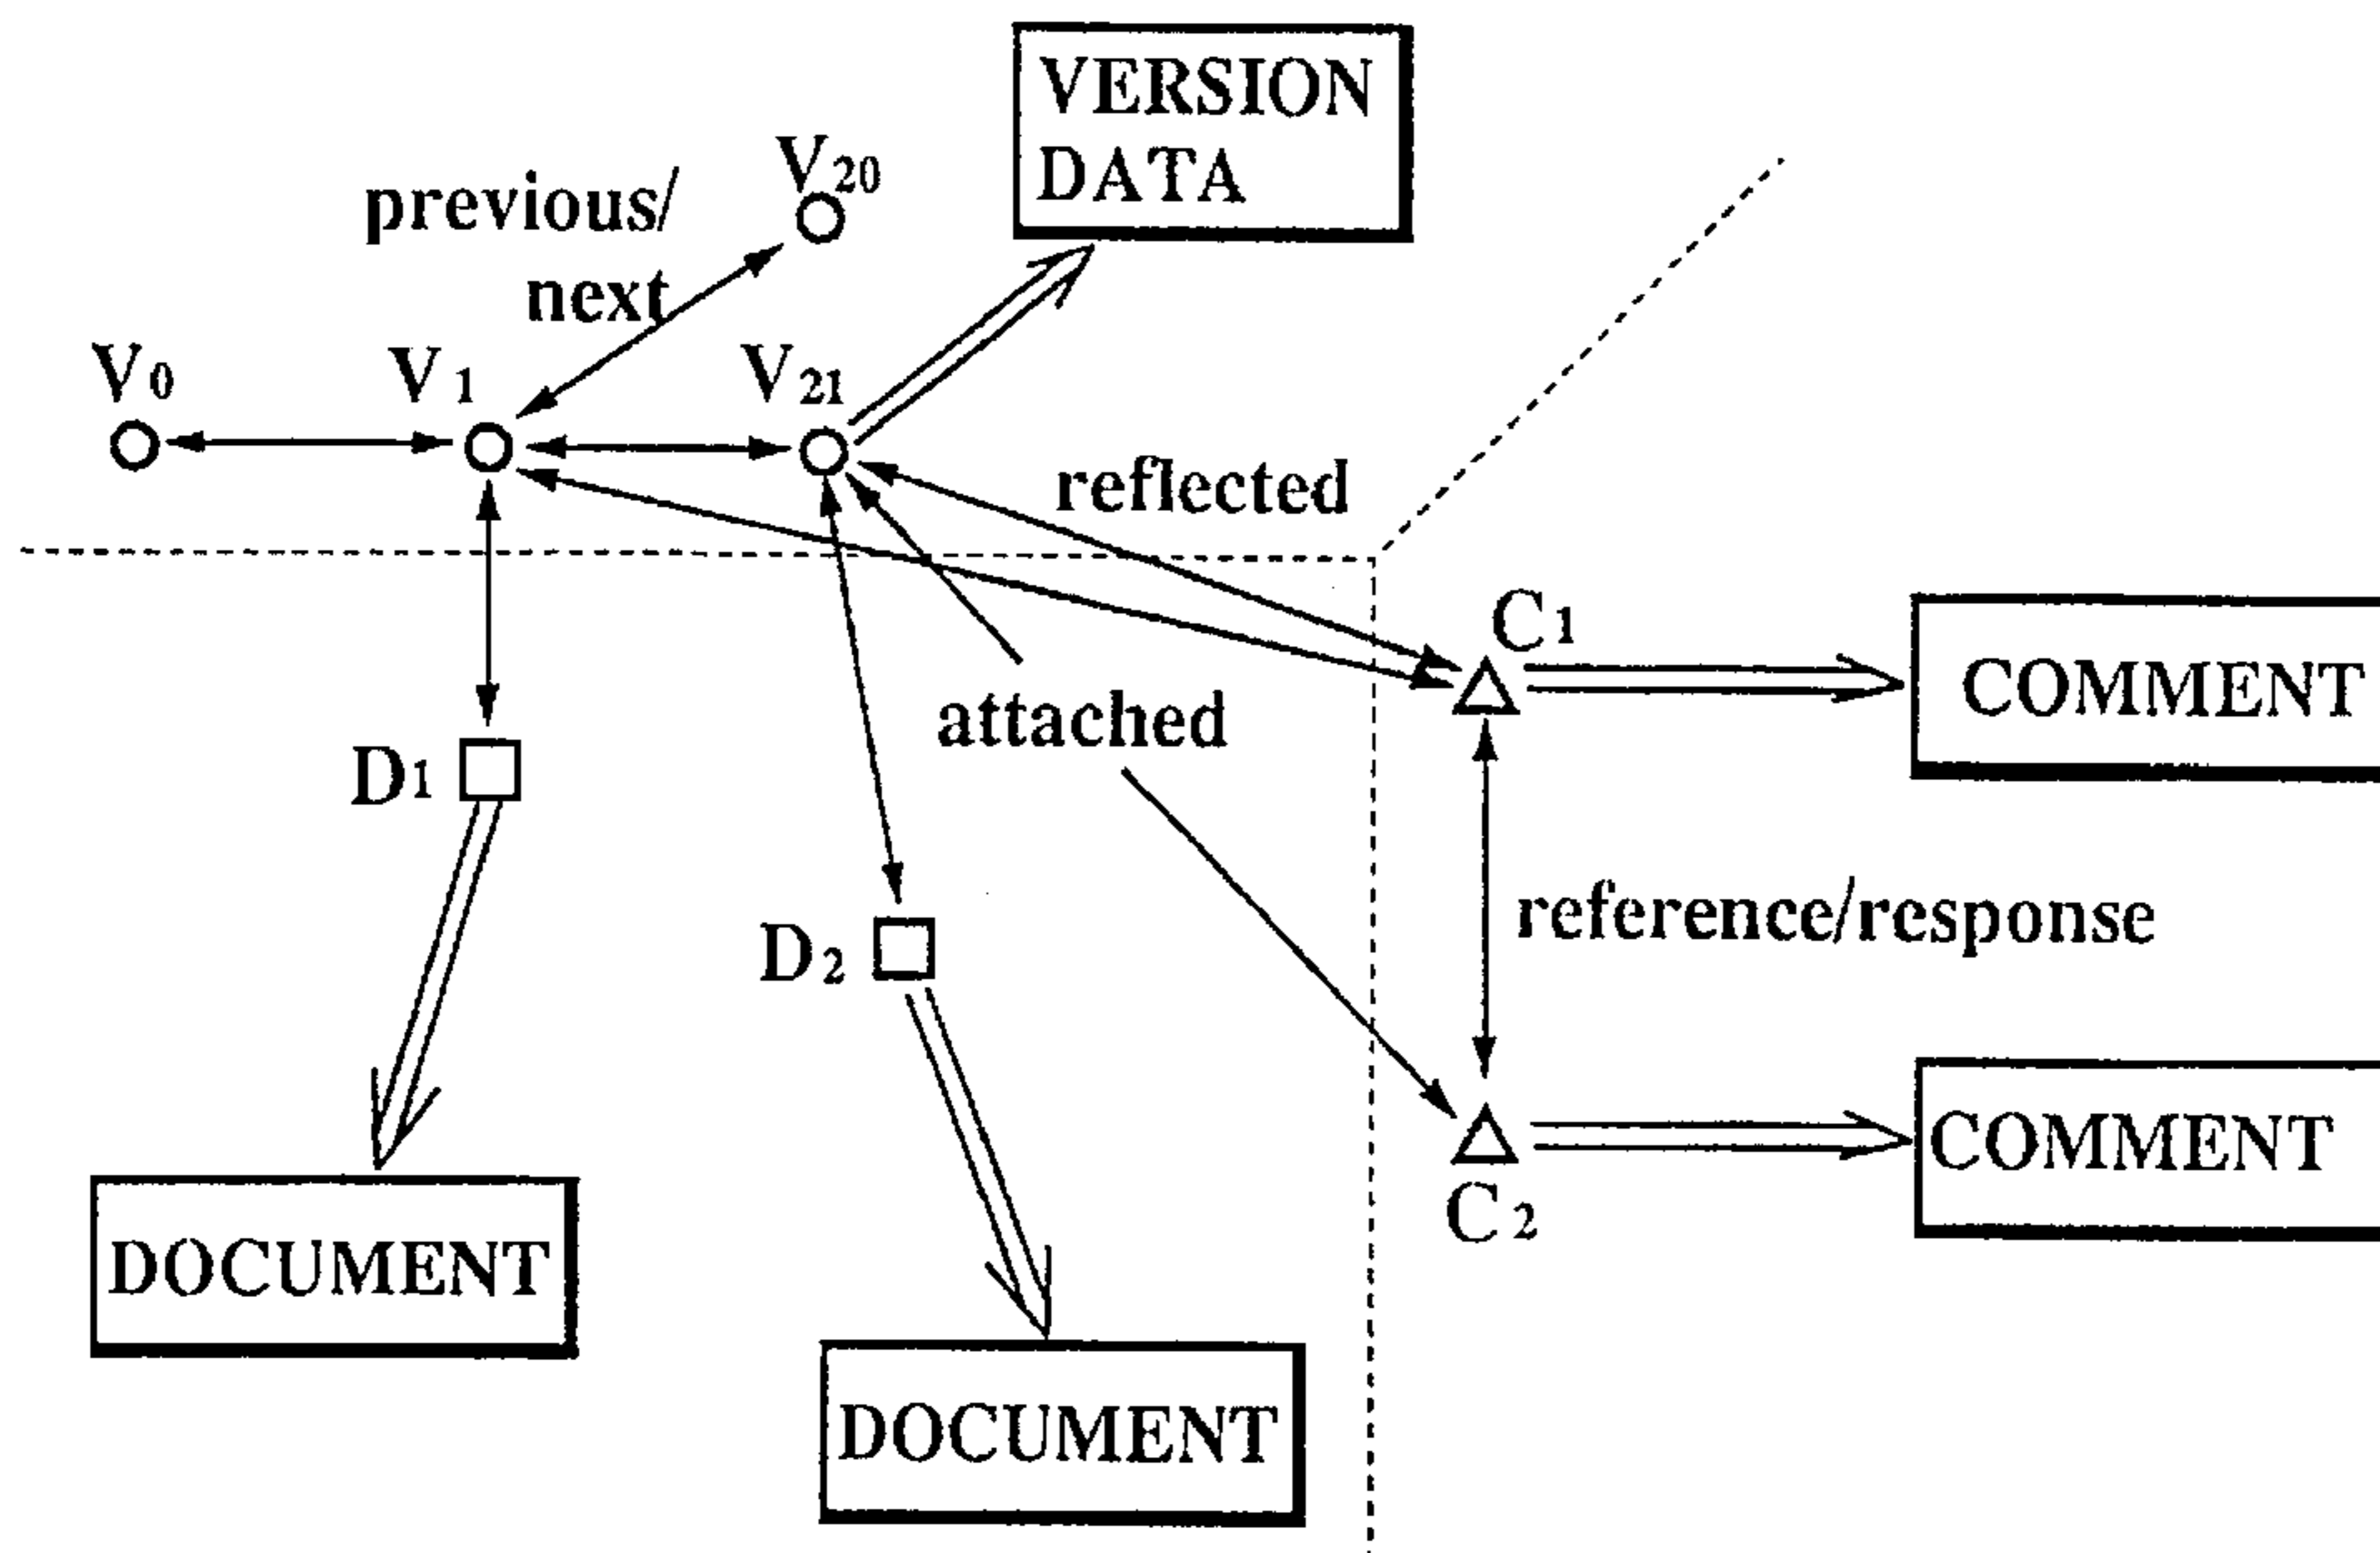 VERSION
DATA
V20
previous/
next
V0
V1
V21
reflected
C1
COMMENT
attached
D1
reference/response
D2
COMMENT
C2
DOCUMENT
DOCUMENT